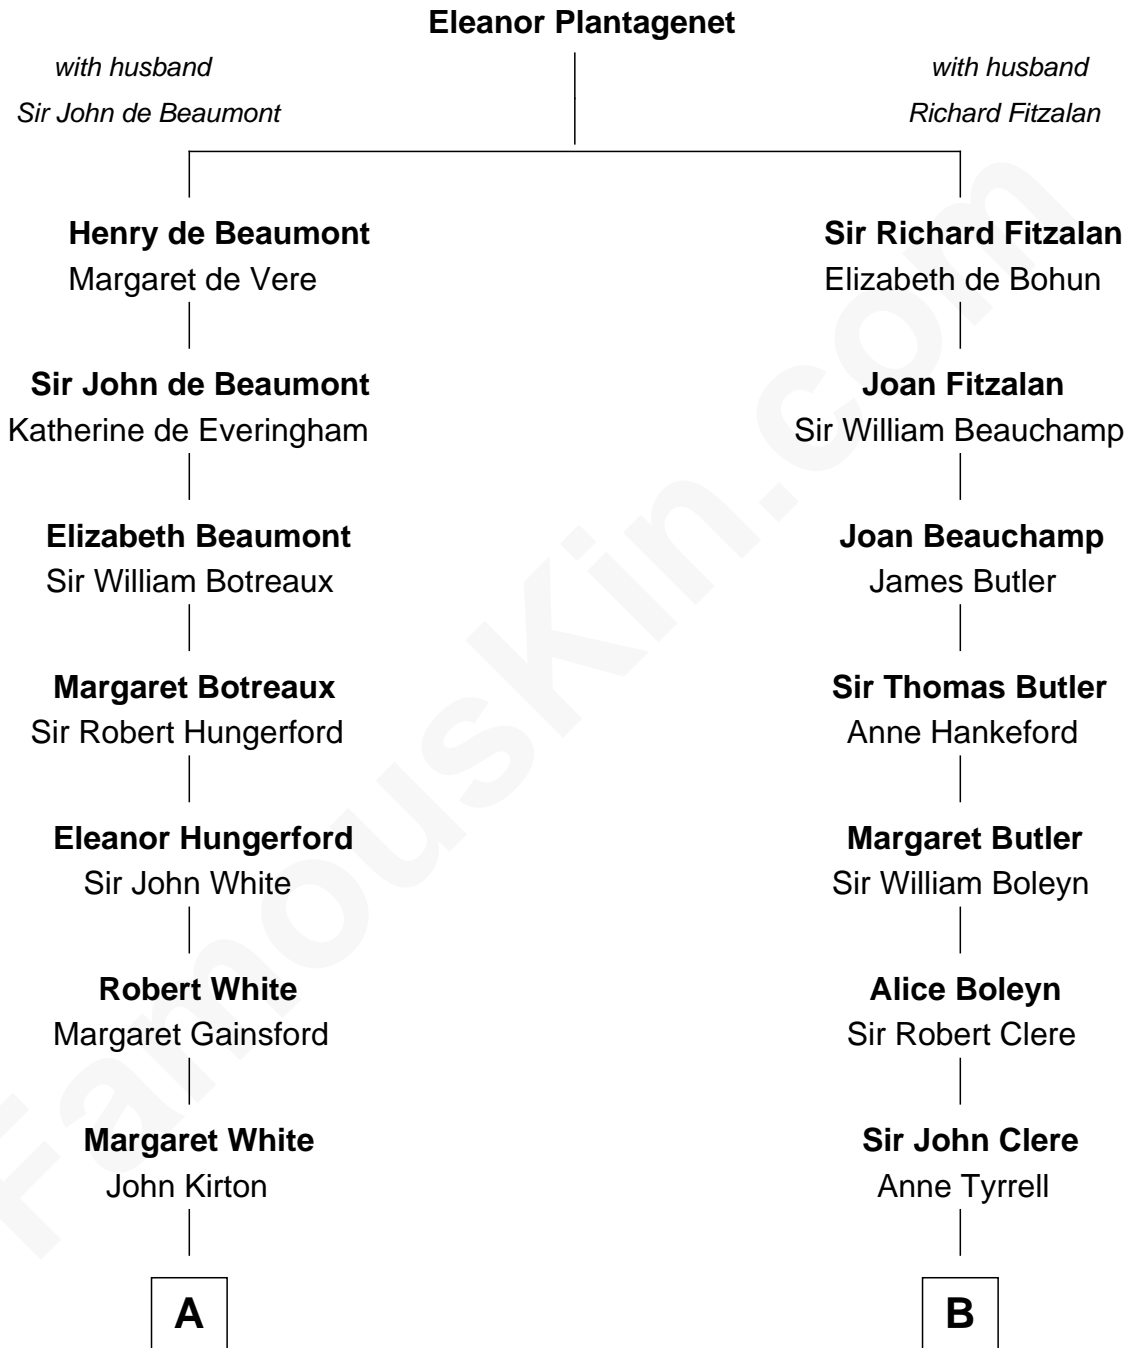 Eleanor Plantagenet
with husband
Sir John de Beaumont
with husband
Richard Fitzalan
Henry de Beaumont
Margaret de Vere
Sir Richard Fitzalan
Elizabeth de Bohun
Sir John de Beaumont
Katherine de Everingham
Joan Fitzalan
Sir William Beauchamp
Elizabeth Beaumont
Sir William Botreaux
Joan Beauchamp
James Butler
Margaret Botreaux
Sir Robert Hungerford
Sir Thomas Butler
Anne Hankeford
Eleanor Hungerford
Sir John White
Margaret Butler
Sir William Boleyn
Robert White
Margaret Gainsford
Alice Boleyn
Sir Robert Clere
Margaret White
John Kirton
Sir John Clere
Anne Tyrrell
A
B
FamousKin.com